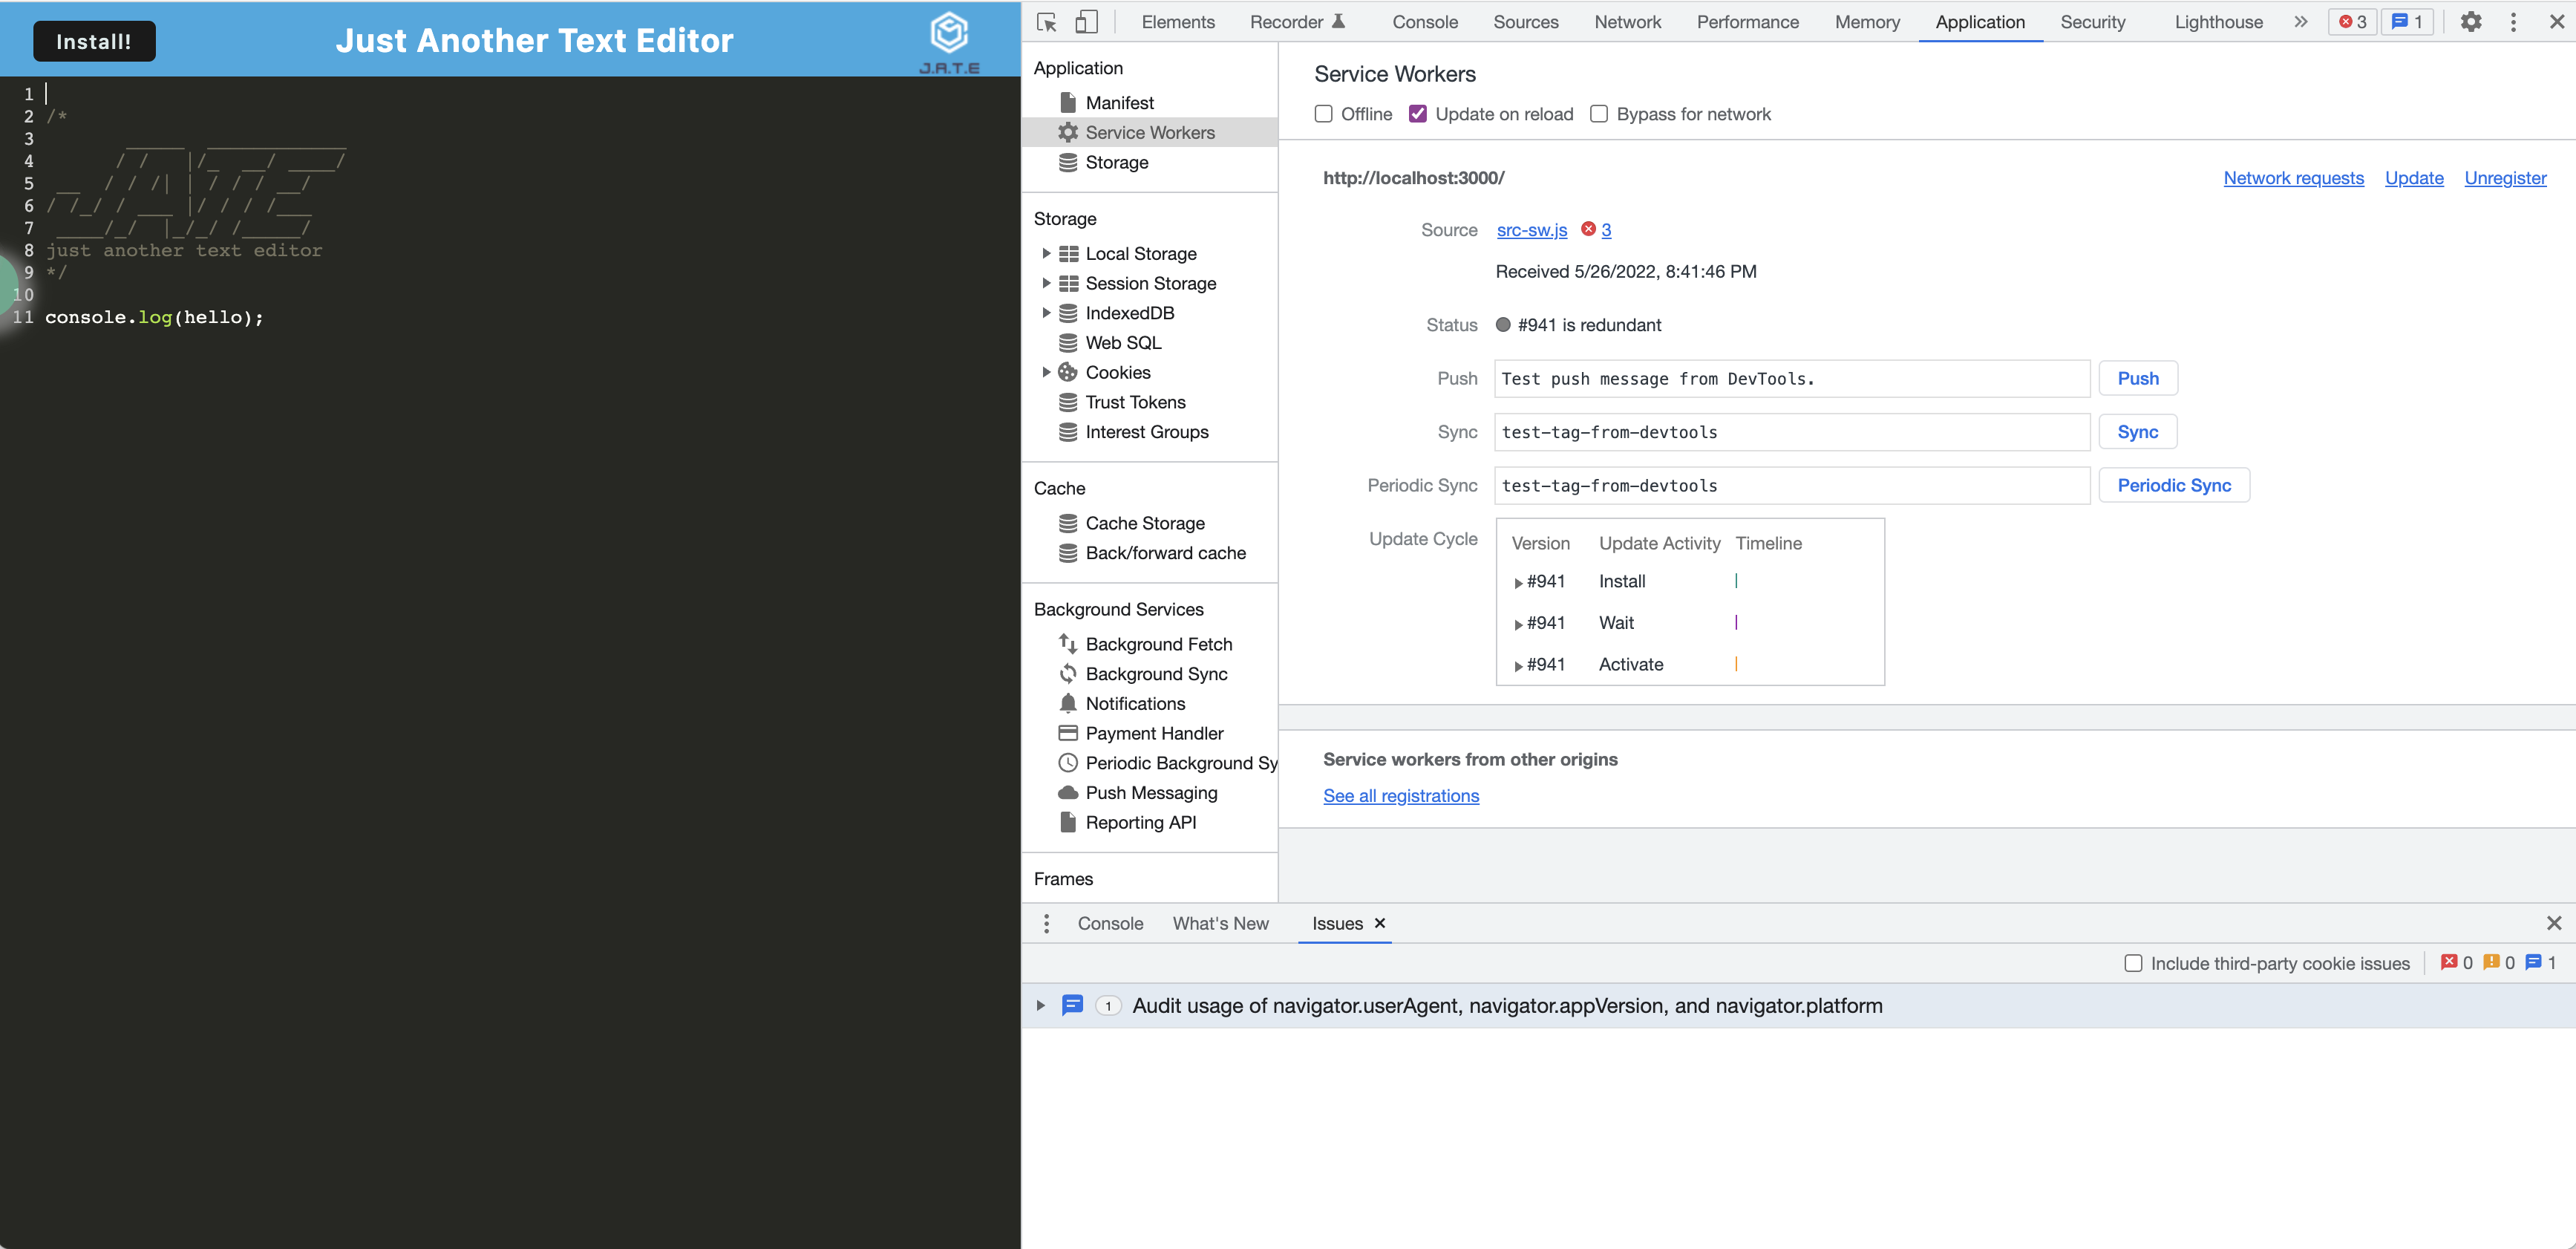 Install!
Just Another Text Editor
J.A.T.E
1
2 /*
3      _____  ____________
4      / /   |/_  __/ ____/
5 __  / / /| | / / / __/
6 / /_/ / ___ |/ / / /___
7 ____/_/  |_/_/ /_____/
8 just another text editor
9 */
10
11 console.log(hello);
Elements Recorder Console Sources Network Performance Memory Application Security Lighthouse » 3 1
Application
Manifest
Service Workers
Storage
Storage
Local Storage
Session Storage
IndexedDB
Web SQL
Cookies
Trust Tokens
Interest Groups
Cache
Cache Storage
Back/forward cache
Background Services
Background Fetch
Background Sync
Notifications
Payment Handler
Periodic Background Sy
Push Messaging
Reporting API
Frames
Service Workers
Offline Update on reload Bypass for network
http://localhost:3000/ Network requests Update Unregister
Source src-sw.js 3
Received 5/26/2022, 8:41:46 PM
Status #941 is redundant
Push Test push message from DevTools. Push
Sync test-tag-from-devtools Sync
Periodic Sync test-tag-from-devtools Periodic Sync
Update Cycle Version Update Activity Timeline
#941 Install
#941 Wait
#941 Activate
Service workers from other origins
See all registrations
Console What's New Issues
Include third-party cookie issues 0 0 1
1 Audit usage of navigator.userAgent, navigator.appVersion, and navigator.platform